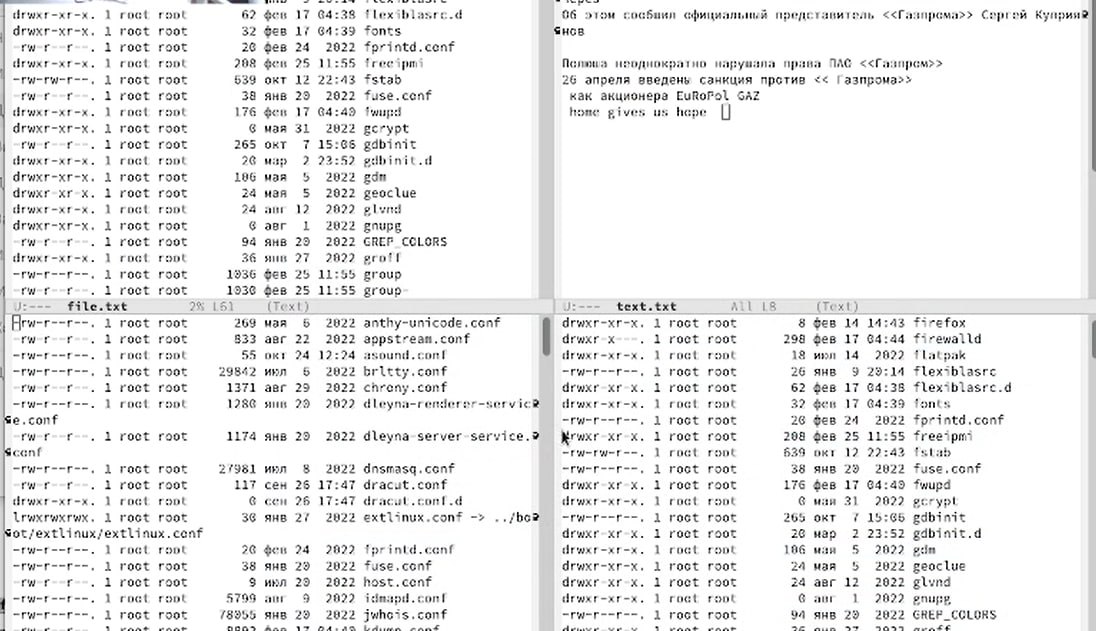 drwxr-xr-x. 1 root root 62 фев 17 04:38 flexiblasrc.d
drwxr-xr-x. 1 root root 32 фев 17 04:39 fonts
-rw-r--r--. 1 root root 20 фев 24 2022 fprintd.conf
drwxr-xr-x. 1 root root 208 фев 25 11:55 freeipmi
-rw-rw-r--. 1 root root 639 окт 12 22:43 fstab
-rw-r--r--. 1 root root 38 янв 20 2022 fuse.conf
drwxr-xr-x. 1 root root 176 фев 17 04:40 fwupd
drwxr-xr-x. 1 root root 0 мая 31 2022 gcrypt
-rw-r--r--. 1 root root 265 окт 7 15:06 gdbinit
drwxr-xr-x. 1 root root 20 мар 2 23:52 gdbinit.d
drwxr-xr-x. 1 root root 106 мая 5 2022 gdm
drwxr-xr-x. 1 root root 24 мая 5 2022 geoclue
drwxr-xr-x. 1 root root 24 авг 12 2022 glvnd
drwxr-xr-x. 1 root root 0 авг 1 2022 gnupg
-rw-r--r--. 1 root root 94 янв 20 2022 GREP_COLORS
drwxr-xr-x. 1 root root 36 янв 27 2022 groff
-rw-r--r--. 1 root root 1036 фев 25 11:55 group
-rw-r--r--. 1 root root 1030 фев 25 11:55 group-
U:--- file.txt 2% L61 (Text)
Об этом сообщил официальный представитель <<Газпрома>> Сергей Куприя
нов
Полюша неоднократно нарушала права ПАО <<Газпром>>
26 апреля введены санкция против << Газпрома>>
как акционера EuRoPol GAZ
home gives us hope
U:--- text.txt All L8 (Text)
-rw-r--r--. 1 root root 269 мая 6 2022 anthy-unicode.conf
-rw-r--r--. 1 root root 833 авг 22 2022 appstream.conf
-rw-r--r--. 1 root root 55 окт 24 12:24 asound.conf
-rw-r--r--. 1 root root 29842 июл 6 2022 brltty.conf
-rw-r--r--. 1 root root 1371 авг 29 2022 chrony.conf
-rw-r--r--. 1 root root 1280 янв 20 2022 dleyna-renderer-servic
e.conf
-rw-r--r--. 1 root root 1174 янв 20 2022 dleyna-server-service.
conf
-rw-r--r--. 1 root root 27981 июл 8 2022 dnsmasq.conf
-rw-r--r--. 1 root root 117 сен 26 17:47 dracut.conf
drwxr-xr-x. 1 root root 0 сен 26 17:47 dracut.conf.d
lrwxrwxrwx. 1 root root 30 янв 27 2022 extlinux.conf -> ../bo
ot/extlinux/extlinux.conf
-rw-r--r--. 1 root root 20 фев 24 2022 fprintd.conf
-rw-r--r--. 1 root root 38 янв 20 2022 fuse.conf
-rw-r--r--. 1 root root 9 июл 20 2022 host.conf
-rw-r--r--. 1 root root 5799 авг 9 2022 idmapd.conf
-rw-r--r--. 1 root root 78055 янв 20 2022 jwhois.conf
drwxr-xr-x. 1 root root 8 фев 14 14:43 firefox
drwxr-x---. 1 root root 298 фев 17 04:44 firewalld
drwxr-xr-x. 1 root root 18 июл 14 2022 flatpak
-rw-r--r--. 1 root root 26 янв 9 20:14 flexiblasrc
drwxr-xr-x. 1 root root 62 фев 17 04:38 flexiblasrc.d
drwxr-xr-x. 1 root root 32 фев 17 04:39 fonts
-rw-r--r--. 1 root root 20 фев 24 2022 fprintd.conf
drwxr-xr-x. 1 root root 208 фев 25 11:55 freeipmi
-rw-rw-r--. 1 root root 639 окт 12 22:43 fstab
-rw-r--r--. 1 root root 38 янв 20 2022 fuse.conf
drwxr-xr-x. 1 root root 176 фев 17 04:40 fwupd
drwxr-xr-x. 1 root root 0 мая 31 2022 gcrypt
-rw-r--r--. 1 root root 265 окт 7 15:06 gdbinit
drwxr-xr-x. 1 root root 20 мар 2 23:52 gdbinit.d
drwxr-xr-x. 1 root root 106 мая 5 2022 gdm
drwxr-xr-x. 1 root root 24 мая 5 2022 geoclue
drwxr-xr-x. 1 root root 24 авг 12 2022 glvnd
drwxr-xr-x. 1 root root 0 авг 1 2022 gnupg
-rw-r--r--. 1 root root 94 янв 20 2022 GREP_COLORS